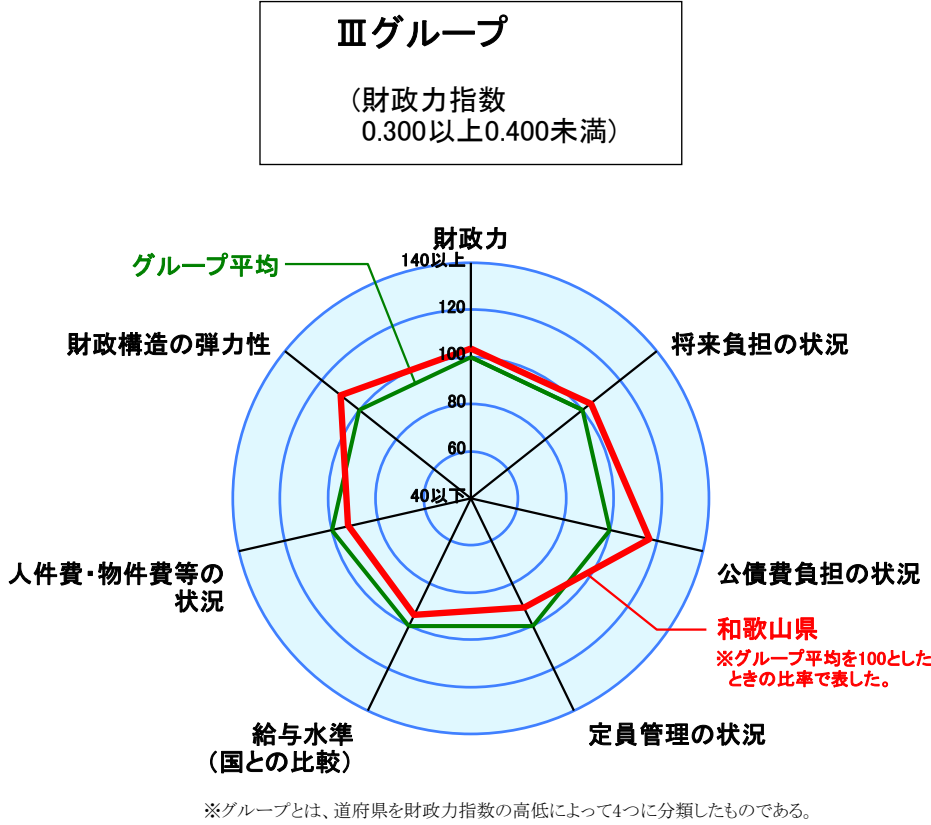 Ⅲグループ
（財政力指数
0.300以上0.400未満）
財政力
140以上
グループ平均
120
財政構造の弾力性
将来負担の状況
100
80
60
40以下
人件費・物件費等の
状況
公債費負担の状況
和歌山県
※グループ平均を100とした
ときの比率で表した。
給与水準
（国との比較）
定員管理の状況
※グループとは、道府県を財政力指数の高低によって4つに分類したものである。